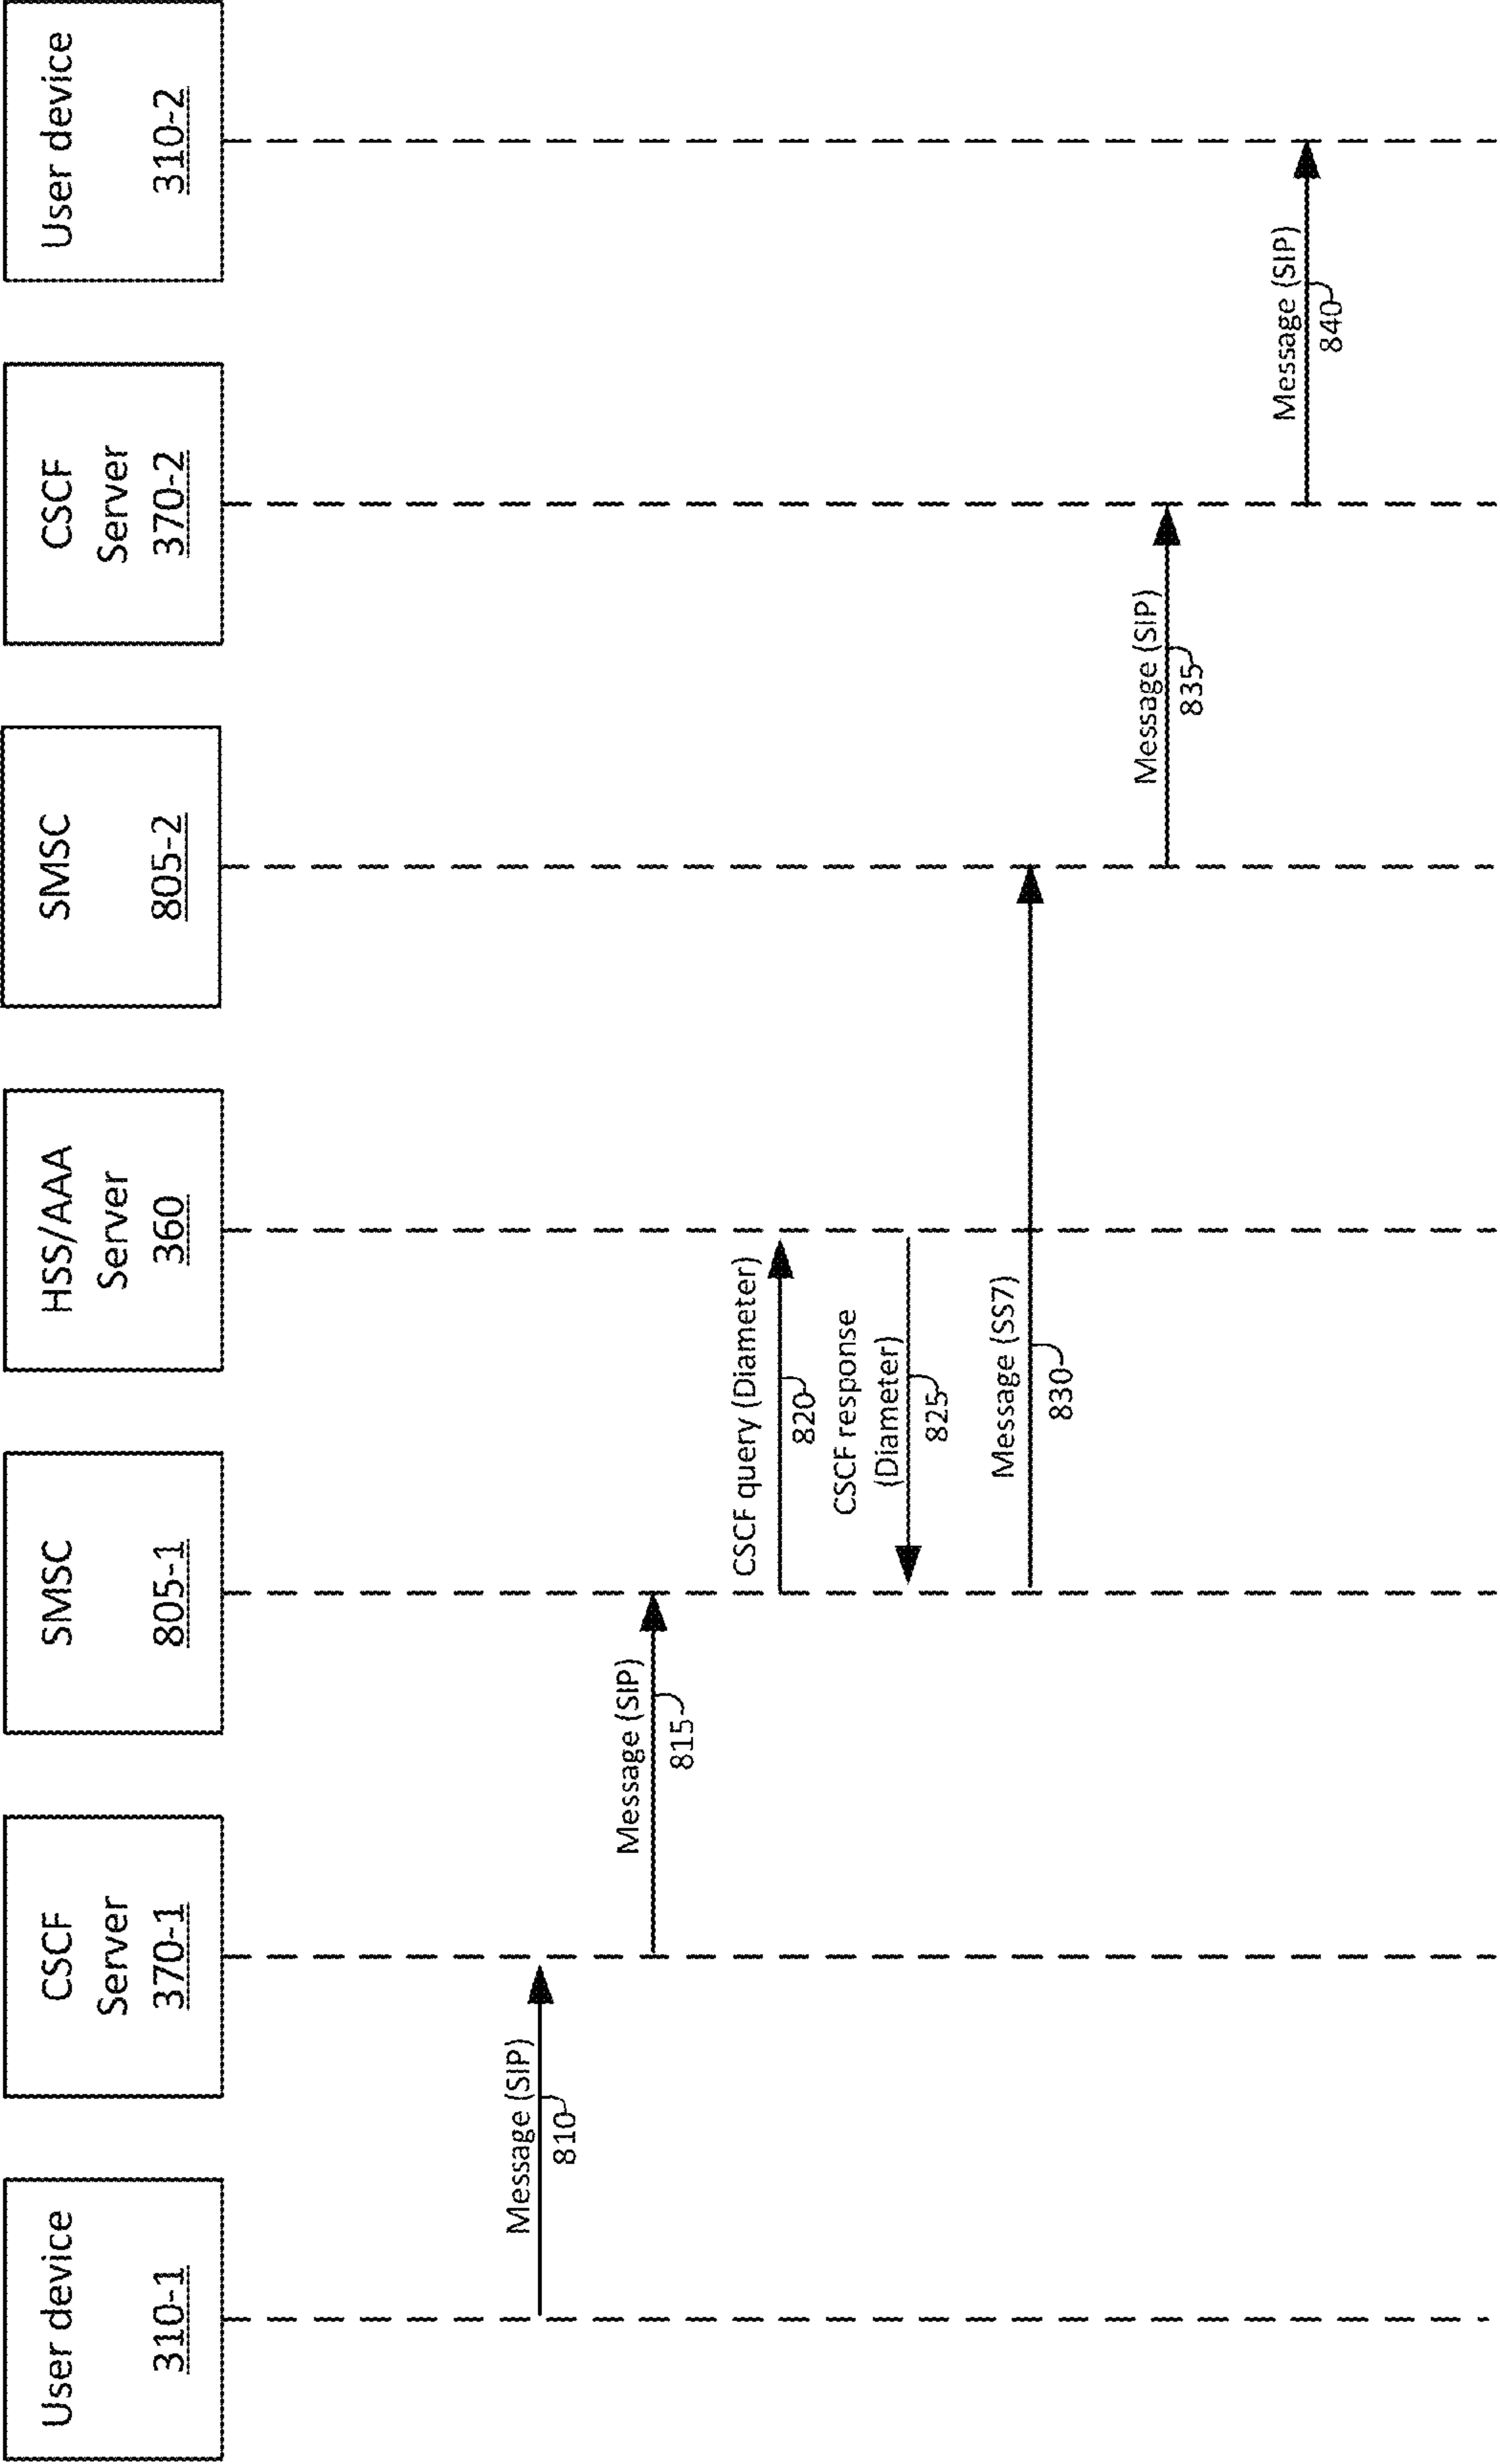 User device
310-1
CSCF
Server
370-1
SMSC
805-1
HSS/AAA
Server
360
SMSC
805-2
CSCF
Server
370-2
User device
310-2
Message (SIP)
810
Message (SIP)
815
CSCF query (Diameter)
820
CSCF response
(Diameter)
825
Message (SS7)
830
Message (SIP)
835
Message (SIP)
840